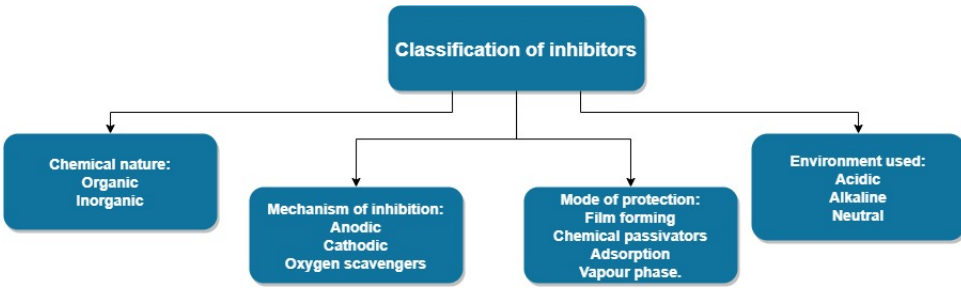 Classification of inhibitors
Chemical nature:
Organic
Inorganic
Mechanism of inhibition:
Anodic
Cathodic
Oxygen scavengers
Mode of protection:
Film forming
Chemical passivators
Adsorption
Vapour phase.
Environment used:
Acidic
Alkaline
Neutral